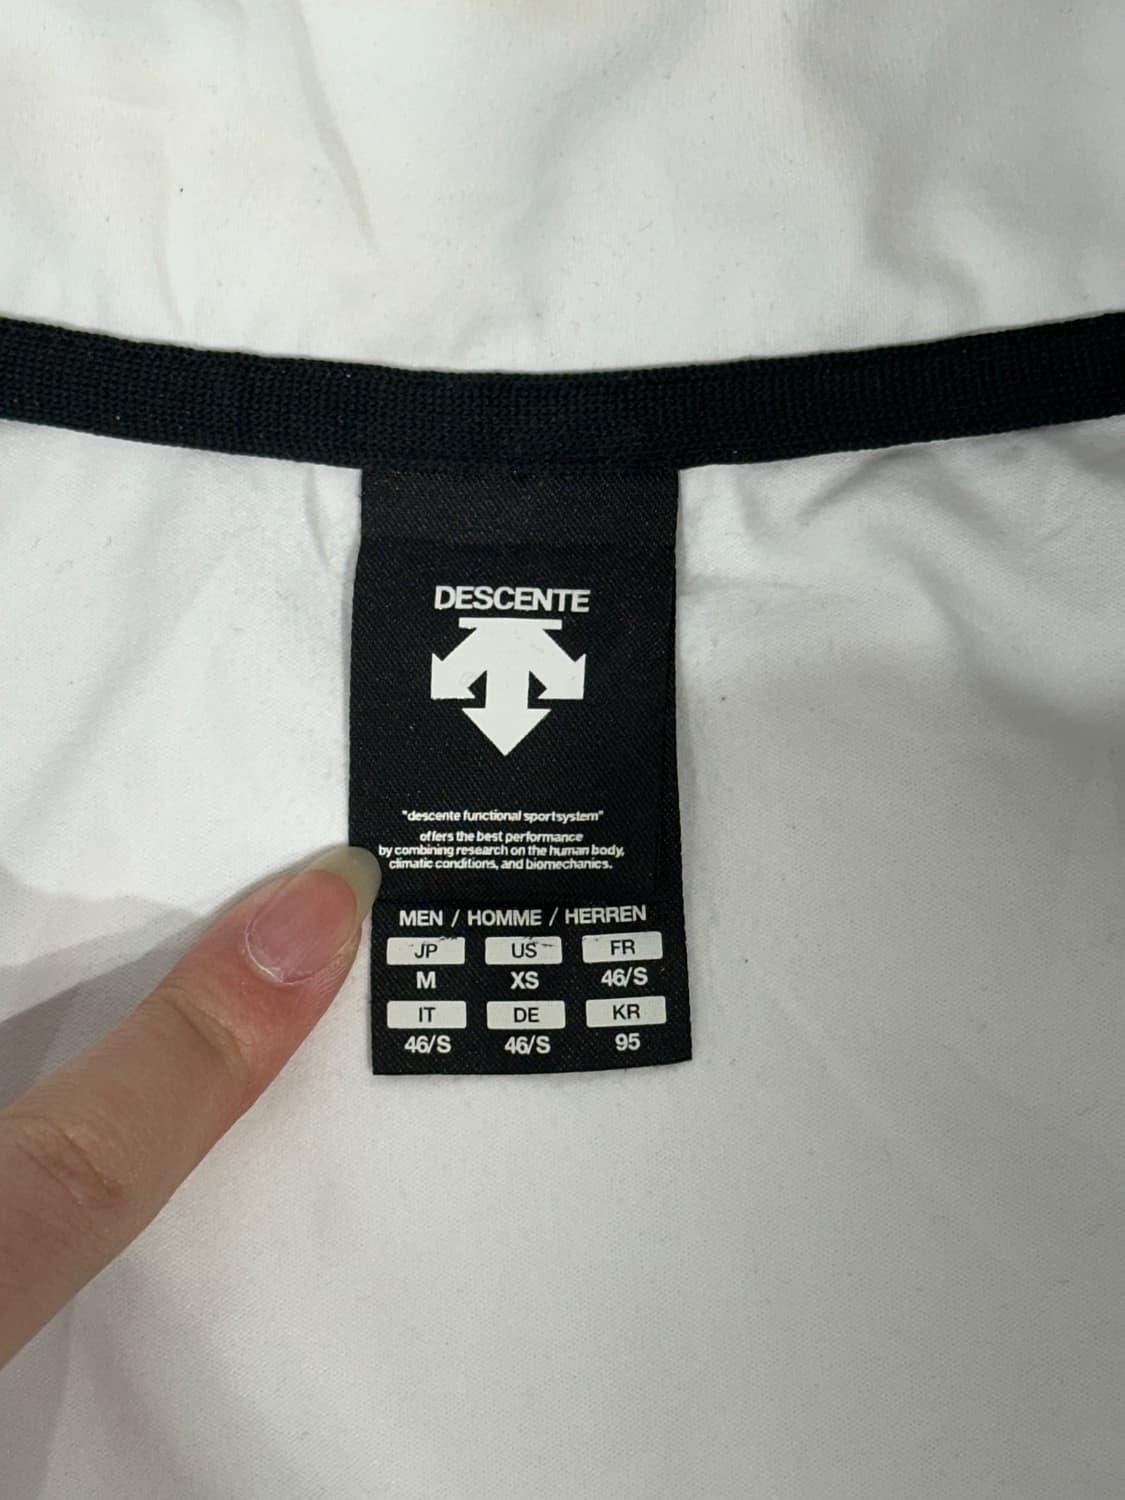 DESCENTE
"descente functional sportsystem"
offers the best performance
by combining research on the human body,
climatic conditions, and biomechanics.
MEN / HOMME / HERREN
JP US FR
M XS 46/S
IT DE KR
46/S 46/S 95